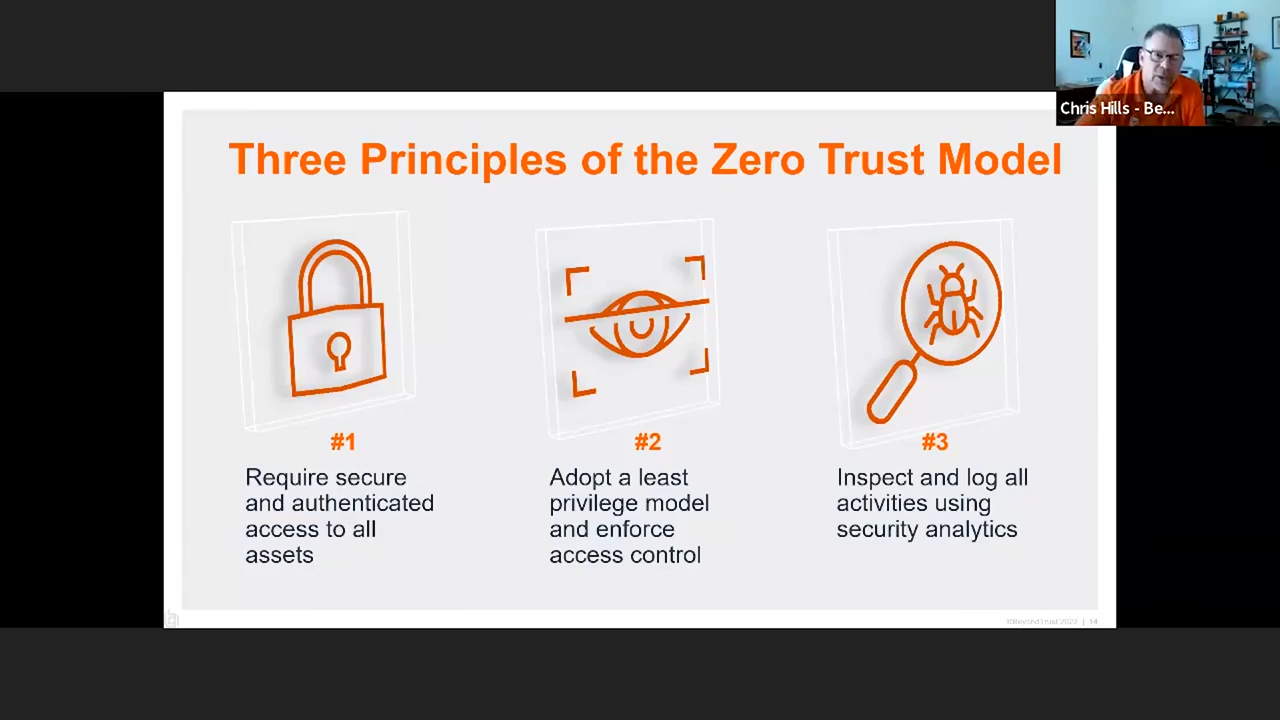 Chris Hills - Be...
Three Principles of the Zero Trust Model
#1
Require secure
and authenticated
access to all
assets
#2
Adopt a least
privilege model
and enforce
access control
#3
Inspect and log all
activities using
security analytics
| 14